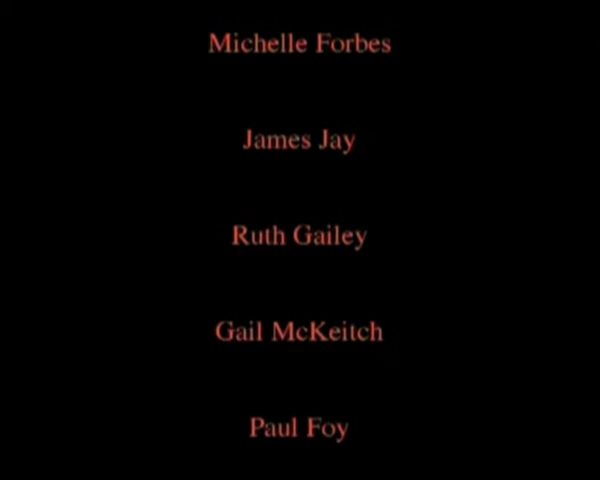 Michelle Forbes
James Jay
Ruth Gailey
Gail McKeitch
Paul Foy